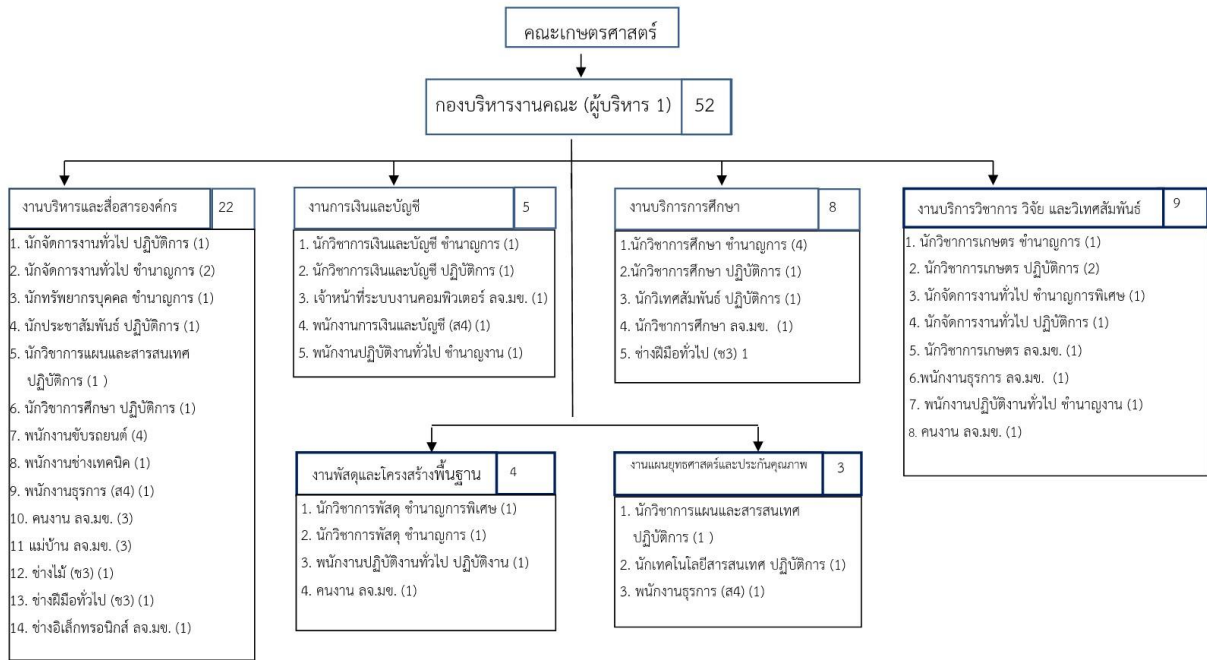 คณะเกษตรศาสตร์
กองบริหารงานคณะ (ผู้บริหาร 1) 52
งานบริหารและสื่อสารองค์กร 22
1. นักจัดการงานทั่วไป ปฏิบัติการ (1)
2. นักจัดการงานทั่วไป ชำนาญการ (2)
3. นักทรัพยากรบุคคล ชำนาญการ (1)
4. นักประชาสัมพันธ์ ปฏิบัติการ (1)
5. นักวิชาการแผนและสารสนเทศ
ปฏิบัติการ (1 )
6. นักวิชาการศึกษา ปฏิบัติการ (1)
7. พนักงานขับรถยนต์ (4)
8. พนักงานช่างเทคนิค (1)
9. พนักงานธุรการ (ส4) (1)
10. คนงาน ลจ.มข. (3)
11 แม่บ้าน ลจ.มข. (3)
12. ช่างไม้ (ช3) (1)
13. ช่างฝีมือทั่วไป (ช3) (1)
14. ช่างอิเล็กทรอนิกส์ ลจ.มข. (1)
งานการเงินและบัญชี 5
1. นักวิชาการเงินและบัญชี ชำนาญการ (1)
2. นักวิชาการเงินและบัญชี ปฏิบัติการ (1)
3. เจ้าหน้าที่ระบบงานคอมพิวเตอร์ ลจ.มข. (1)
4. พนักงานการเงินและบัญชี (ส4) (1)
5. พนักงานปฏิบัติงานทั่วไป ชำนาญงาน (1)
งานบริการการศึกษา 8
1.นักวิชาการศึกษา ชำนาญการ (4)
2.นักวิชาการศึกษา ปฏิบัติการ (1)
3. นักวิเทศสัมพันธ์ ปฏิบัติการ (1)
4. นักวิชาการศึกษา ลจ.มข. (1)
5. ช่างฝีมือทั่วไป (ช3) 1
งานบริการวิชาการ วิจัย และวิเทศสัมพันธ์ 9
1. นักวิชาการเกษตร ชำนาญการ (1)
2. นักวิชาการเกษตร ปฏิบัติการ (2)
3. นักจัดการงานทั่วไป ชำนาญการพิเศษ (1)
4. นักจัดการงานทั่วไป ปฏิบัติการ (1)
5. นักวิชาการเกษตร ลจ.มข. (1)
6.พนักงานธุรการ ลจ.มข. (1)
7. พนักงานปฏิบัติงานทั่วไป ชำนาญงาน (1)
8. คนงาน ลจ.มข. (1)
งานพัสดุและโครงสร้างพื้นฐาน 4
1. นักวิชาการพัสดุ ชำนาญการพิเศษ (1)
2. นักวิชาการพัสดุ ชำนาญการ (1)
3. พนักงานปฏิบัติงานทั่วไป ปฏิบัติงาน (1)
4. คนงาน ลจ.มข. (1)
งานแผนยุทธศาสตร์และประกันคุณภาพ 3
1. นักวิชาการแผนและสารสนเทศ
ปฏิบัติการ (1 )
2. นักเทคโนโลยีสารสนเทศ ปฏิบัติการ (1)
3. พนักงานธุรการ (ส4) (1)